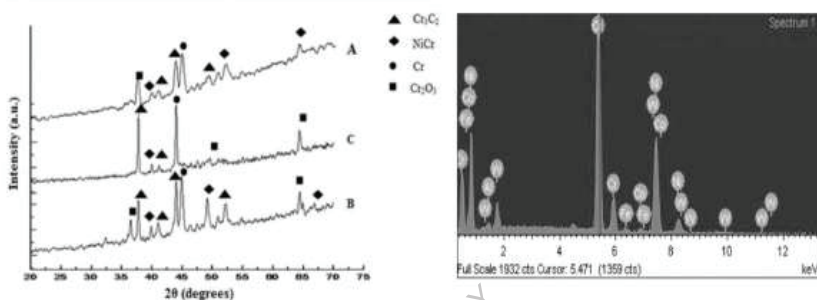 Intensity (a.u.)
A
C
B
20 25 30 35 40 45 50 55 60 65 70 75
2θ (degrees)
▲ Cr₃C₂
◆ NiCr
● Cr
■ Cr₂O₃
Spectrum 1
2 4 6 8 10 12
Full Scale 1932 cts Cursor: 5.471 (1359 cts) keV